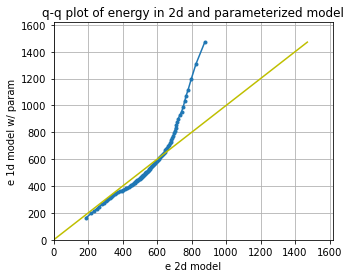 q-q plot of energy in 2d and parameterized model
1600
1400
1200
1000
800
600
400
200
0
e 1d model w/ param
0 200 400 600 800 1000 1200 1400 1600
e 2d model